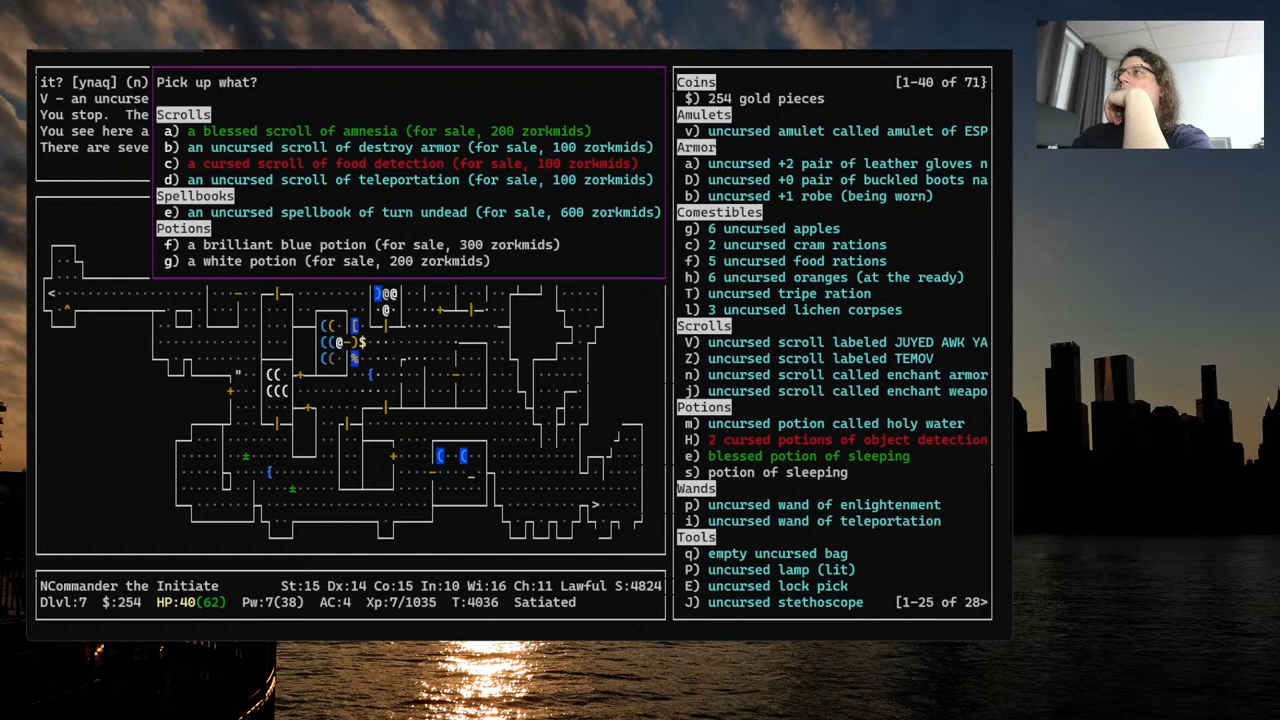 it? [ynaq] (n)
V - an uncurse
You stop.  The
You see here a
There are seve
Pick up what?
Scrolls
a) a blessed scroll of amnesia (for sale, 200 zorkmids)
b) an uncursed scroll of destroy armor (for sale, 100 zorkmids)
c) a cursed scroll of food detection (for sale, 100 zorkmids)
d) an uncursed scroll of teleportation (for sale, 100 zorkmids)
Spellbooks
e) an uncursed spellbook of turn undead (for sale, 600 zorkmids)
Potions
f) a brilliant blue potion (for sale, 300 zorkmids)
g) a white potion (for sale, 200 zorkmids)
NCommander the Initiate St:15 Dx:14 Co:15 In:10 Wi:16 Ch:11 Lawful S:4824
Dlvl:7 $:254 HP:40(62) Pw:7(38) AC:4 Xp:7/1035 T:4036 Satiated
Coins [1-40 of 71}
$) 254 gold pieces
Amulets
v) uncursed amulet called amulet of ESP
Armor
a) uncursed +2 pair of leather gloves n
D) uncursed +0 pair of buckled boots na
b) uncursed +1 robe (being worn)
Comestibles
g) 6 uncursed apples
c) 2 uncursed cram rations
f) 5 uncursed food rations
h) 6 uncursed oranges (at the ready)
T) uncursed tripe ration
l) 3 uncursed lichen corpses
Scrolls
V) uncursed scroll labeled JUYED AWK YA
Z) uncursed scroll labeled TEMOV
n) uncursed scroll called enchant armor
j) uncursed scroll called enchant weapo
Potions
m) uncursed potion called holy water
H) 2 cursed potions of object detection
e) blessed potion of sleeping
s) potion of sleeping
Wands
p) uncursed wand of enlightenment
i) uncursed wand of teleportation
Tools
q) empty uncursed bag
P) uncursed lamp (lit)
E) uncursed lock pick
J) uncursed stethoscope [1-25 of 28>